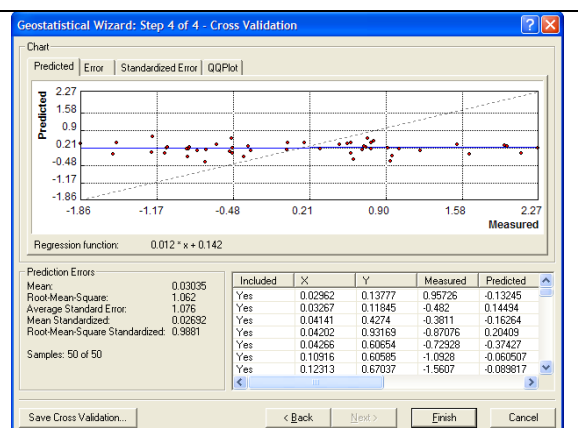 Geostatistical Wizard: Step 4 of 4 - Cross Validation
Chart
Predicted Error Standardized Error QQPlot
Predicted
2.27
1.58
0.9
0.21
-0.48
-1.17
-1.86
-1.86 -1.17 -0.48 0.21 0.90 1.58 2.27
Measured
Regression function: 0.012 * x + 0.142
Prediction Errors
Mean: 0.03035
Root-Mean-Square: 1.062
Average Standard Error: 1.076
Mean Standardized: 0.02692
Root-Mean-Square Standardized: 0.9881
Samples: 50 of 50
Included X Y Measured Predicted
Yes 0.02962 0.13777 0.95726 -0.13245
Yes 0.03267 0.11845 -0.482 0.14494
Yes 0.04141 0.4274 -0.3811 -0.16264
Yes 0.04202 0.93169 -0.87076 0.20409
Yes 0.04266 0.60654 -0.72928 -0.37427
Yes 0.10916 0.60585 -1.0928 -0.060507
Yes 0.12313 0.67037 -1.5607 -0.089817
Save Cross Validation... < Back Next > Finish Cancel